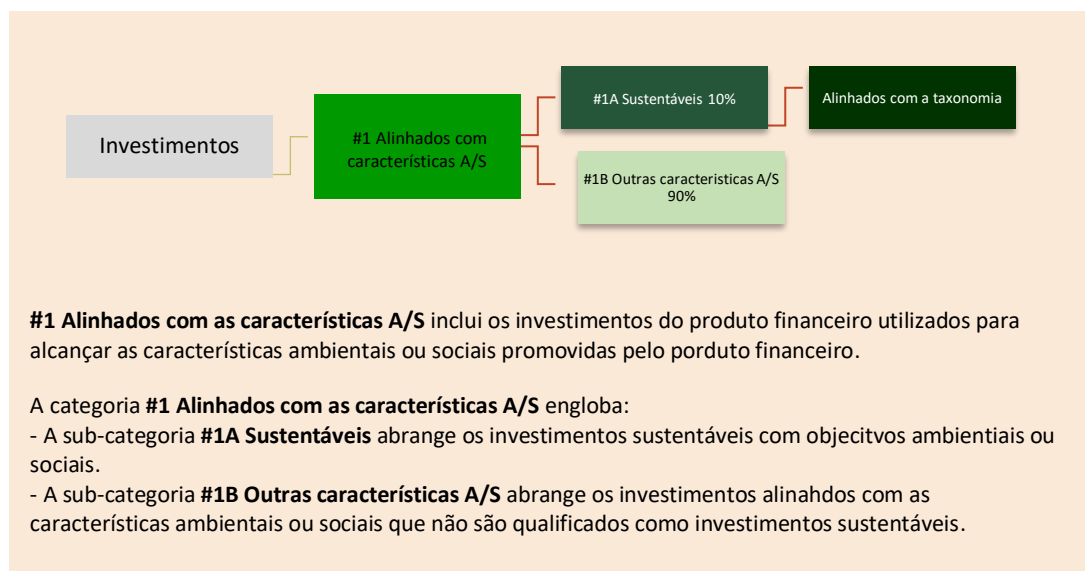 Investimentos
#1 Alinhados com
características A/S
#1A Sustentáveis 10%
Alinhados com a taxonomia
#1B Outras caracteristicas A/S
90%
#1 Alinhados com as características A/S inclui os investimentos do produto financeiro utilizados para
alcançar as características ambientais ou sociais promovidas pelo porduto financeiro.
A categoria #1 Alinhados com as características A/S engloba:
- A sub-categoria #1A Sustentáveis abrange os investimentos sustentáveis com objecitvos ambientiais ou
sociais.
- A sub-categoria #1B Outras características A/S abrange os investimentos alinahdos com as
características ambientais ou sociais que não são qualificados como investimentos sustentáveis.